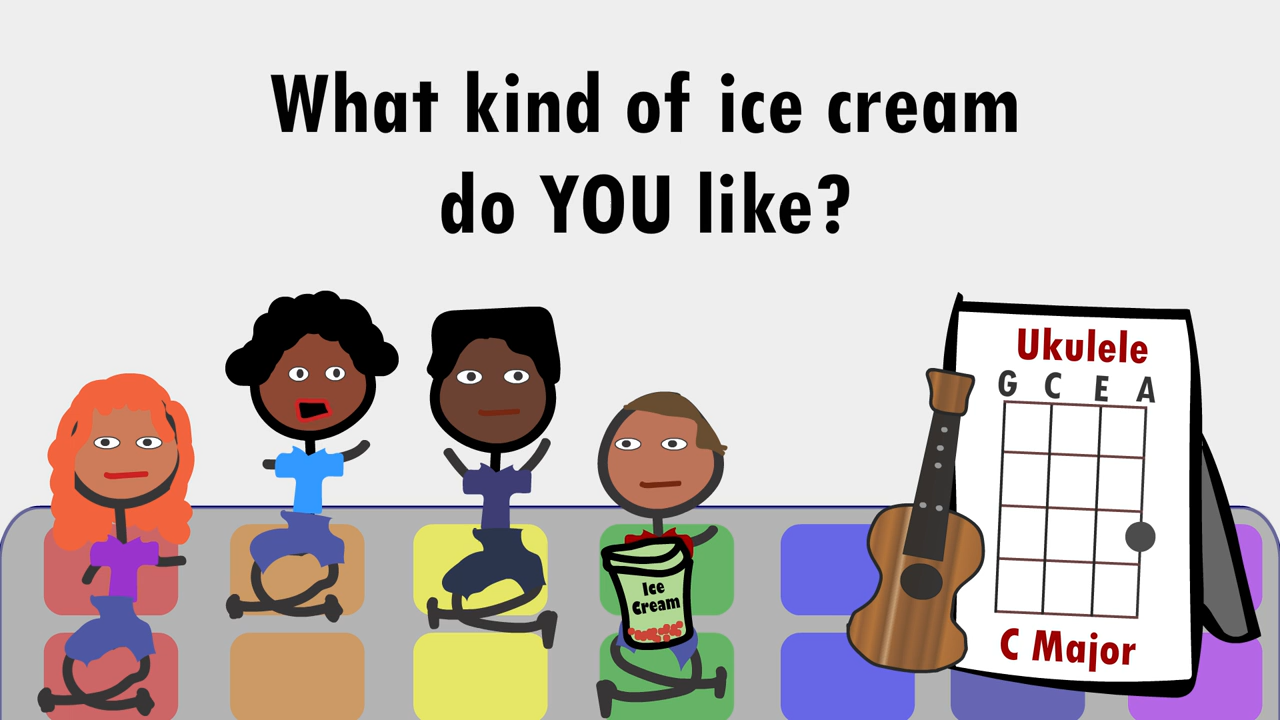 What kind of ice cream
do YOU like?
Ukulele
G C E A
C Major
Ice
Cream